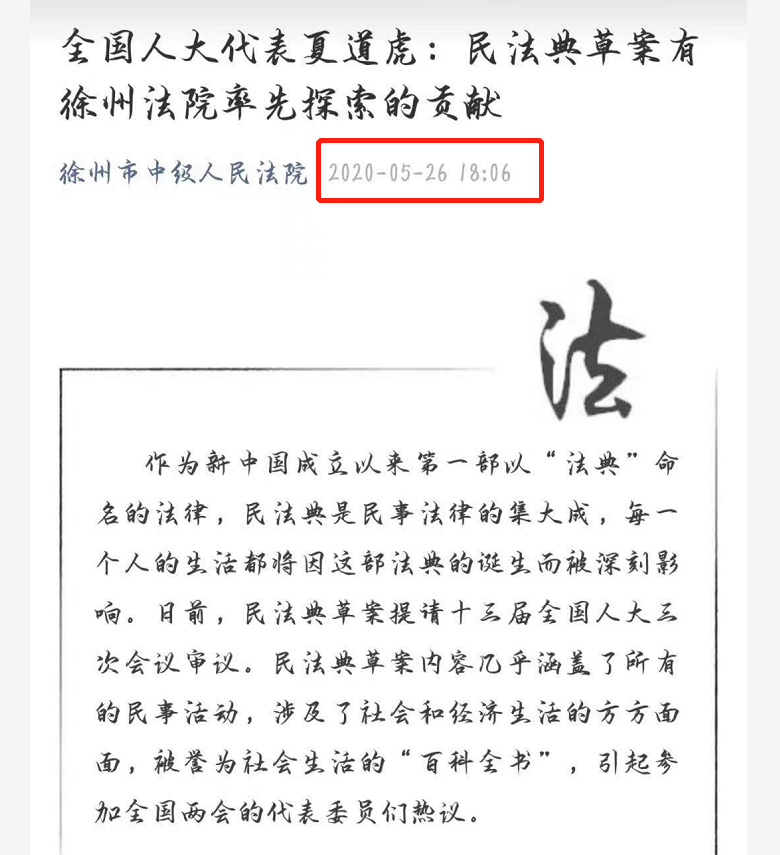 全国人大代表夏道虎：民法典草案有
徐州法院率先探索的贡献
徐州市中级人民法院 2020-05-26 18:06
法
作为新中国成立以来第一部以“法典”命
名的法律，民法典是民事法律的集大成，每一
个人的生活都将因这部法典的诞生而被深刻影
响。日前，民法典草案提请十三届全国人大三
次会议审议。民法典草案内容几乎涵盖了所有
的民事活动，涉及了社会和经济生活的方方面
面，被誉为社会生活的“百科全书”，引起参
加全国两会的代表委员们热议。